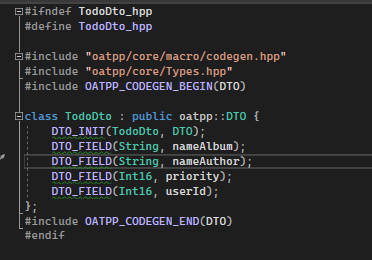 #ifndef TodoDto_hpp
#define TodoDto_hpp
#include "oatpp/core/macro/codegen.hpp"
#include "oatpp/core/Types.hpp"
#include OATPP_CODEGEN_BEGIN(DTO)
class TodoDto : public oatpp::DTO {
DTO_INIT(TodoDto, DTO);
DTO_FIELD(String, nameAlbum);
DTO_FIELD(String, nameAuthor);
DTO_FIELD(Int16, priority);
DTO_FIELD(Int16, userId);
};
#include OATPP_CODEGEN_END(DTO)
#endif